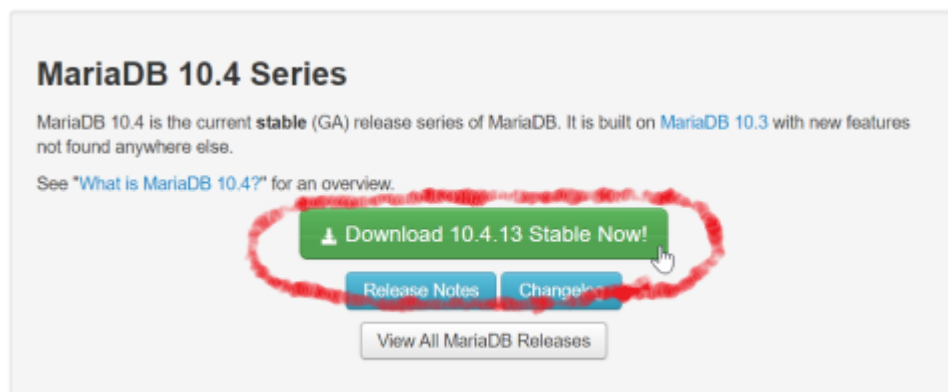 MariaDB 10.4 Series
MariaDB 10.4 is the current stable (GA) release series of MariaDB. It is built on MariaDB 10.3 with new features
not found anywhere else.
See "What is MariaDB 10.4?" for an overview.
Download 10.4.13 Stable Now!
Release Notes
Changelog
View All MariaDB Releases